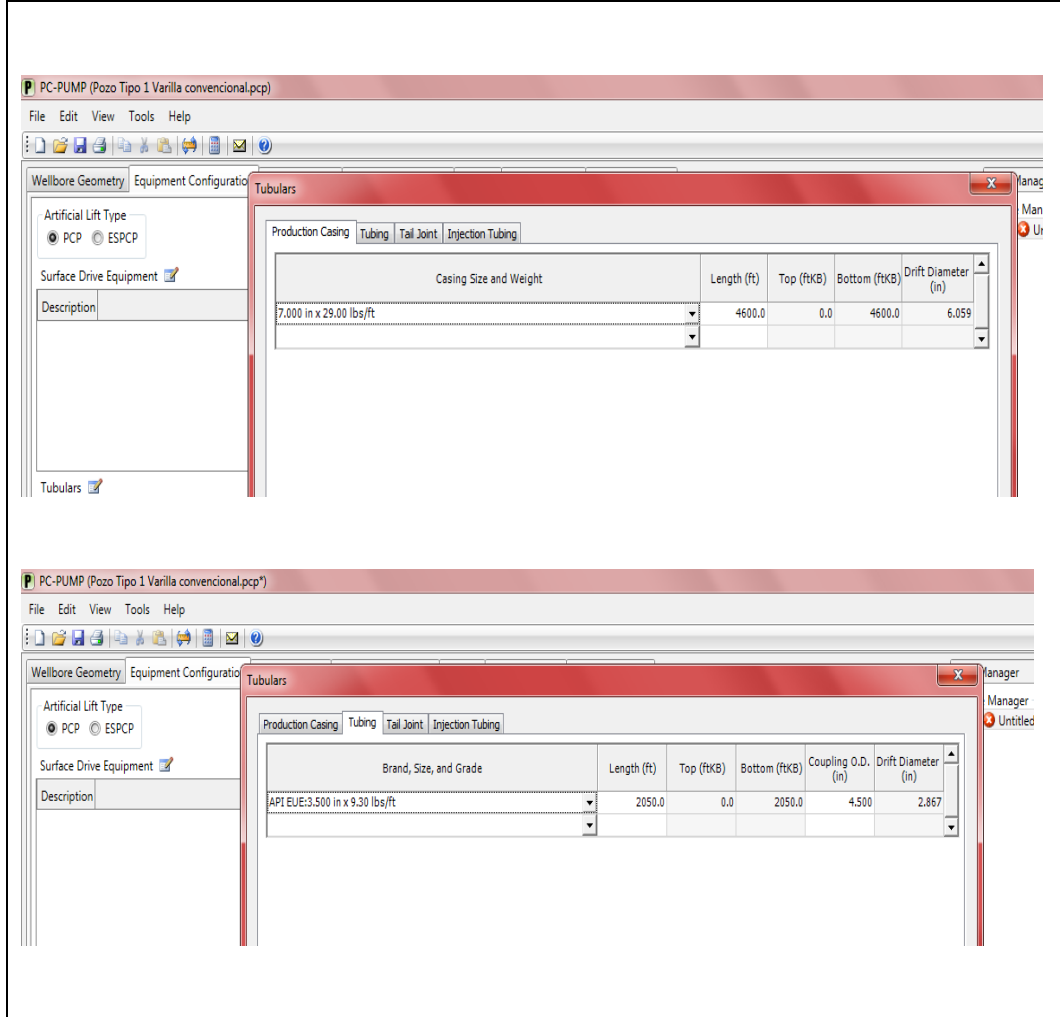 PC-PUMP (Pozo Tipo 1 Varilla convencional.pcp)
File Edit View Tools Help
Wellbore Geometry Equipment Configuratio
Tubulars
Artificial Lift Type
PCP ESPCP
Surface Drive Equipment
Description
Tubulars
Production Casing Tubing Tail Joint Injection Tubing
Casing Size and Weight Length (ft) Top (ftKB) Bottom (ftKB) Drift Diameter (in)
7.000 in x 29.00 lbs/ft 4600.0 0.0 4600.0 6.059
PC-PUMP (Pozo Tipo 1 Varilla convencional.pcp*)
File Edit View Tools Help
Wellbore Geometry Equipment Configuratio
Tubulars
Manager
Artificial Lift Type
PCP ESPCP
Manager
Untitled
Surface Drive Equipment
Description
Production Casing Tubing Tail Joint Injection Tubing
Brand, Size, and Grade Length (ft) Top (ftKB) Bottom (ftKB) Coupling O.D. (in) Drift Diameter (in)
API EUE:3.500 in x 9.30 lbs/ft 2050.0 0.0 2050.0 4.500 2.867